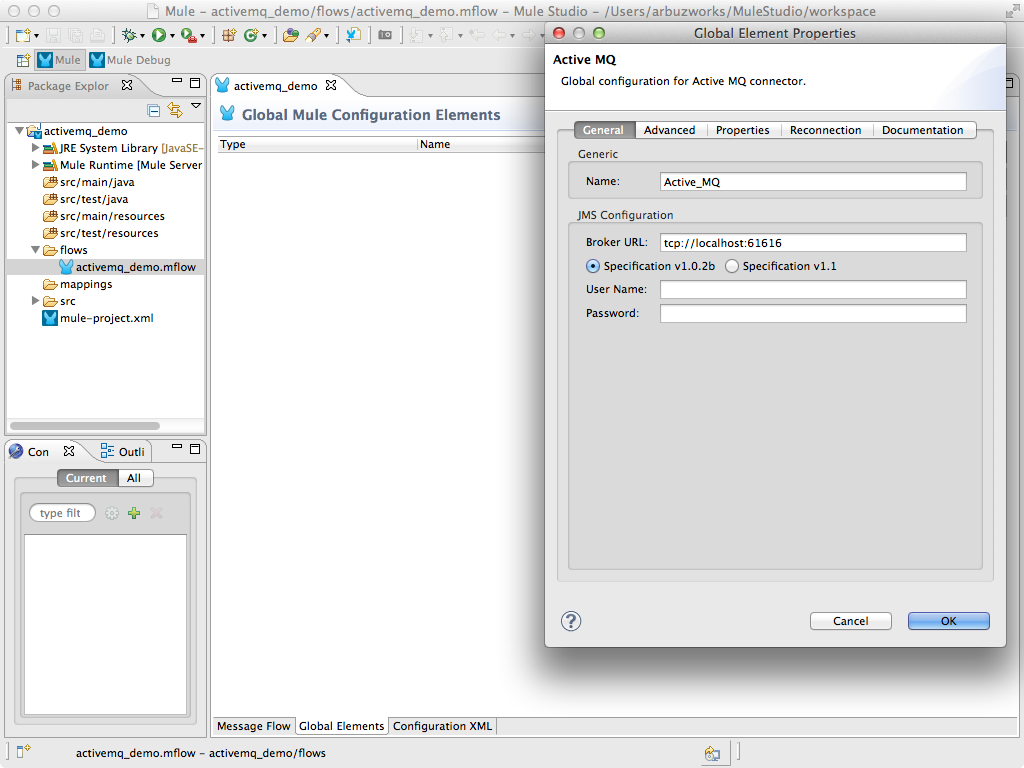 Mule - activemq_demo/flows/activemq_demo.mflow - Mule Studio - /Users/arbuzworks/MuleStudio/workspace
Mule
Mule Debug
Package Explor
activemq_demo
JRE System Library [JavaSE-
Mule Runtime [Mule Server
src/main/java
src/test/java
src/main/resources
src/test/resources
flows
activemq_demo.mflow
mappings
src
mule-project.xml
Con
Outli
Current
All
type filt
activemq_demo
Global Mule Configuration Elements
Type
Name
Message Flow
Global Elements
Configuration XML
Global Element Properties
Active MQ
Global configuration for Active MQ connector.
General
Advanced
Properties
Reconnection
Documentation
Generic
Name:
Active_MQ
JMS Configuration
Broker URL:
tcp://localhost:61616
Specification v1.0.2b
Specification v1.1
User Name:
Password:
?
Cancel
OK
activemq_demo.mflow - activemq_demo/flows